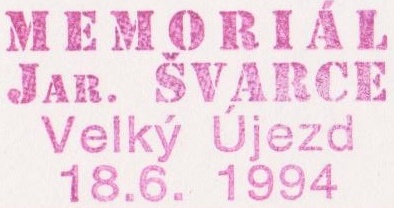 MEMORIÁL
JAR. ŠVARCE
Velký Újezd
18.6. 1994